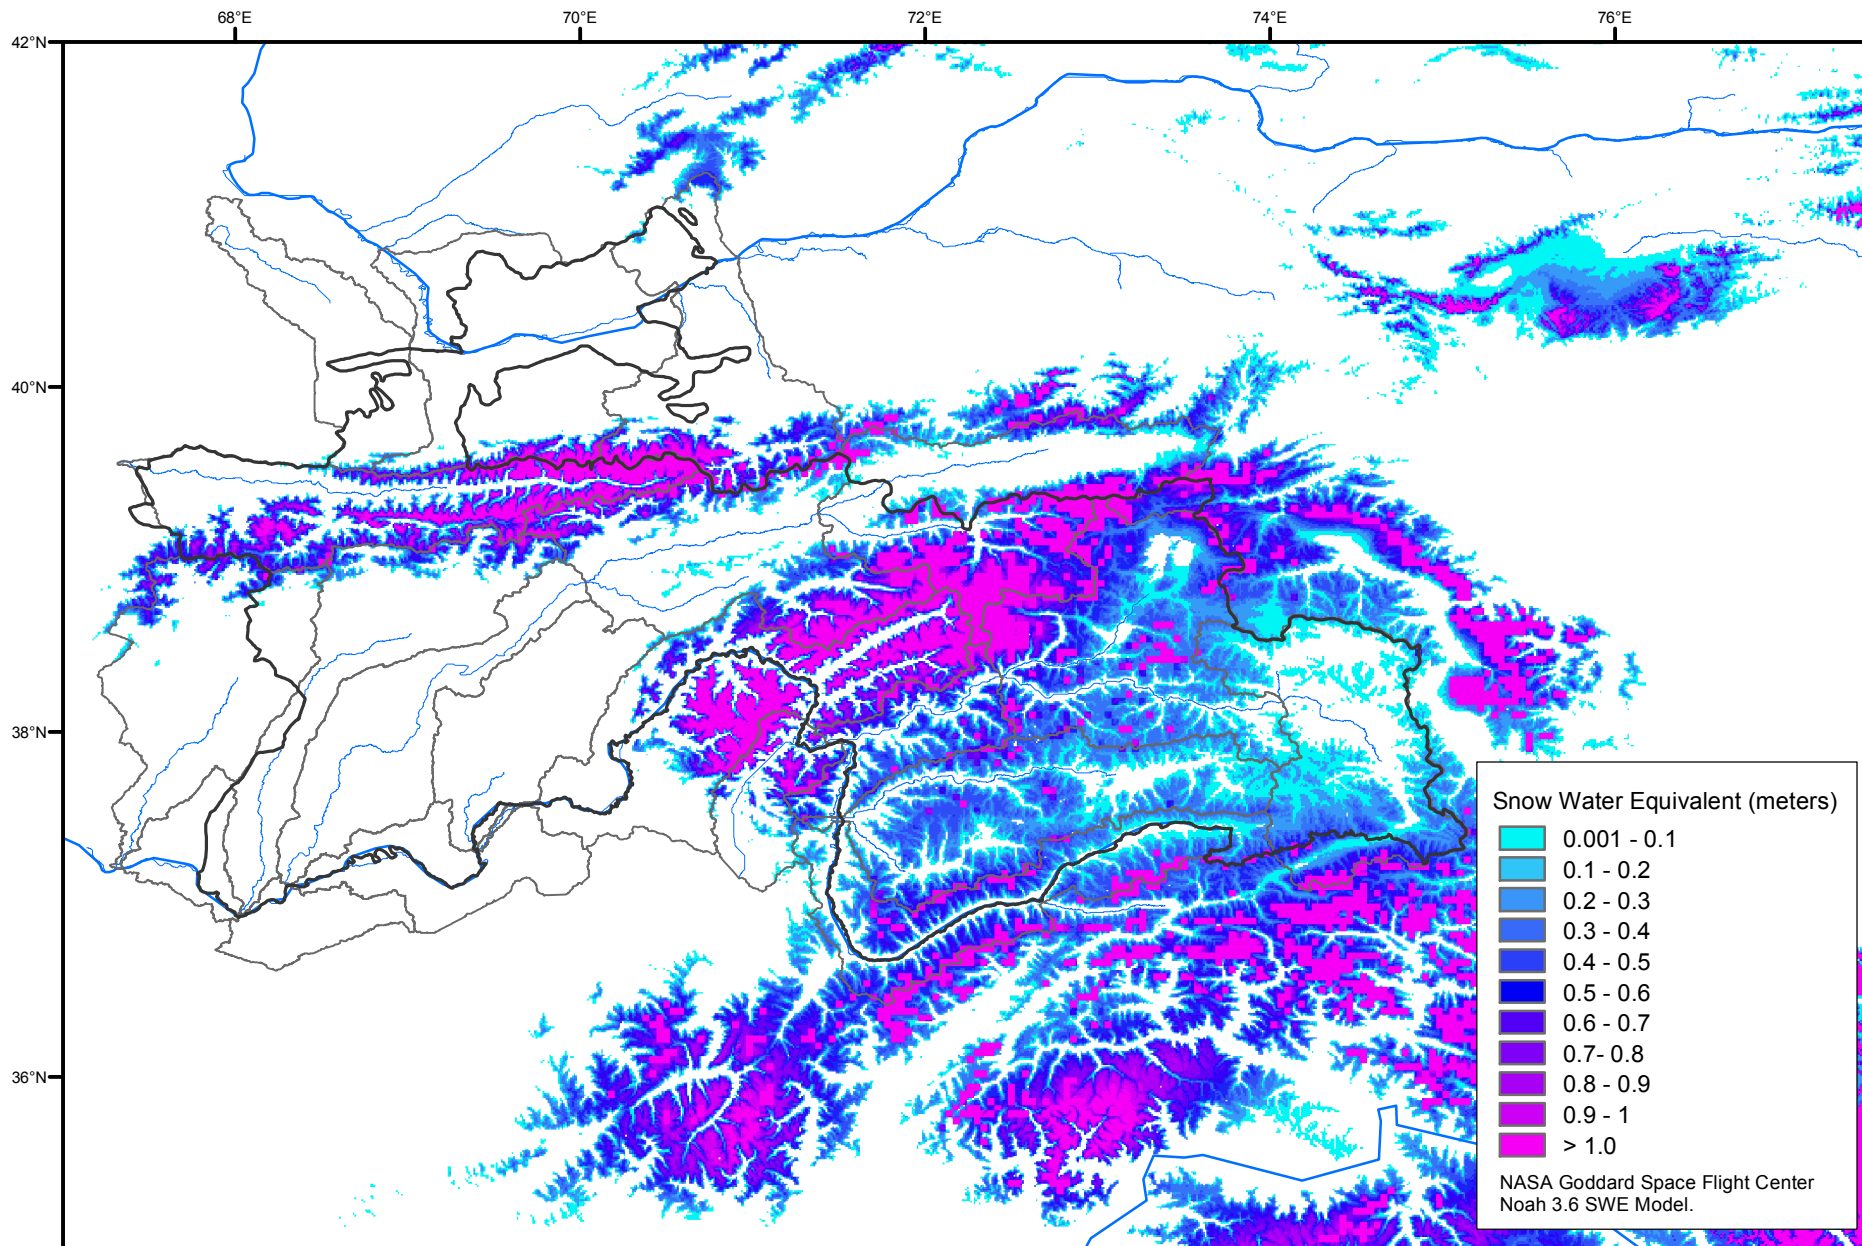 68°E
70°E
72°E
74°E
76°E
42°N
40°N
38°N
36°N
Snow Water Equivalent (meters)
0.001 - 0.1
0.1 - 0.2
0.2 - 0.3
0.3 - 0.4
0.4 - 0.5
0.5 - 0.6
0.6 - 0.7
0.7- 0.8
0.8 - 0.9
0.9 - 1
> 1.0
NASA Goddard Space Flight Center
Noah 3.6 SWE Model.